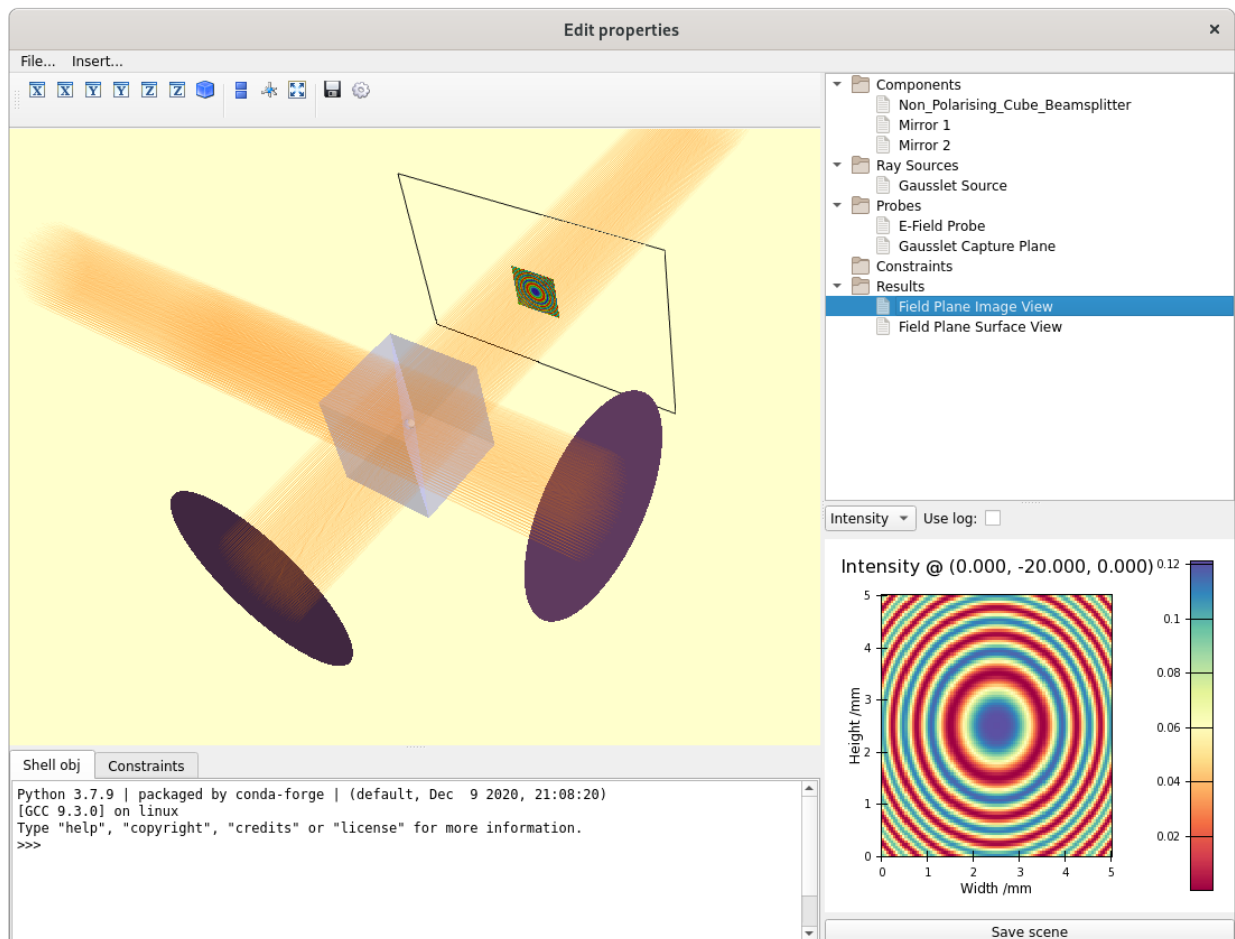 Edit properties
×
File... Insert...
X X Y Y Z Z
Components
Non_Polarising_Cube_Beamsplitter
Mirror 1
Mirror 2
Ray Sources
Gausslet Source
Probes
E-Field Probe
Gausslet Capture Plane
Constraints
Results
Field Plane Image View
Field Plane Surface View
Intensity Use log:
Intensity @ (0.000, -20.000, 0.000)
0.12
0.1
0.08
0.06
0.04
0.02
Height /mm
5
4
3
2
1
0
0 1 2 3 4 5
Width /mm
Save scene
Shell obj Constraints
Python 3.7.9 | packaged by conda-forge | (default, Dec  9 2020, 21:08:20)
[GCC 9.3.0] on linux
Type "help", "copyright", "credits" or "license" for more information.
>>>